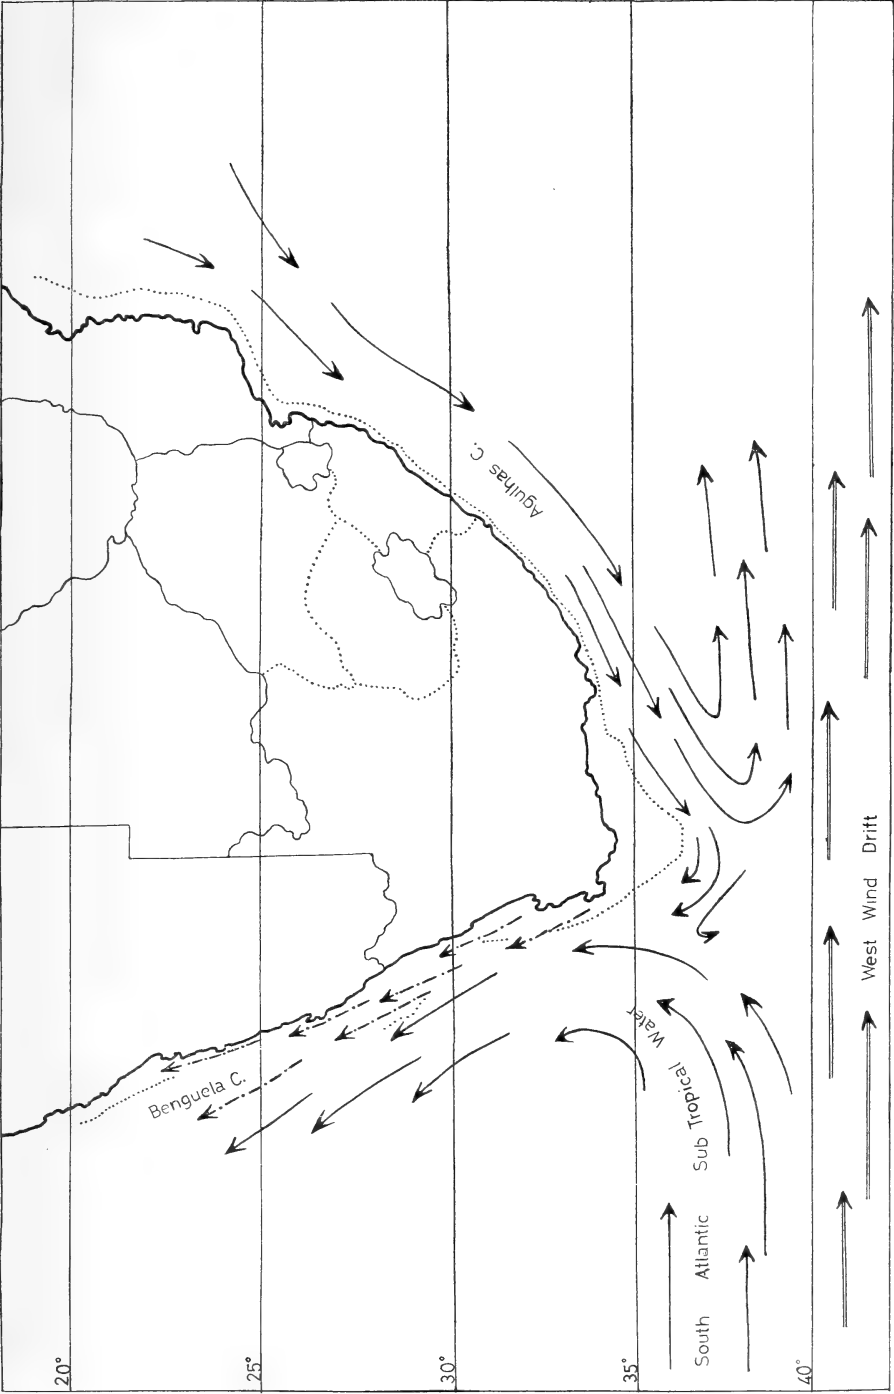 20°
25°
30°
35°
40°
Benguela C.
Agulhas C.
South Atlantic Sub Tropical Water
West Wind Drift